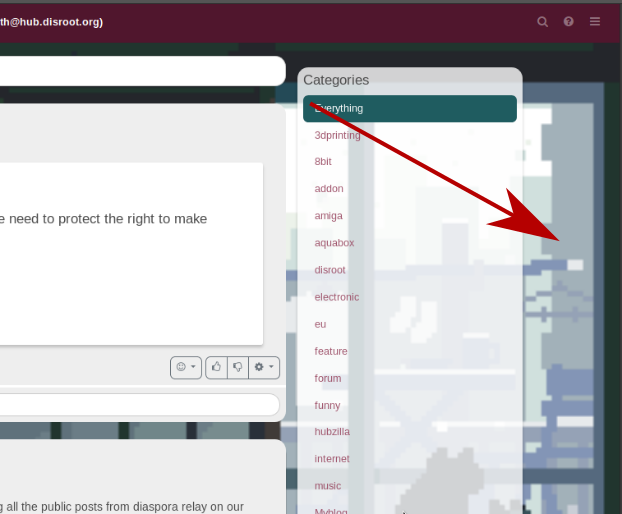 th@hub.disroot.org)
Categories
Everything
3dprinting
8bit
addon
amiga
e need to protect the right to make
aquabox
disroot
electronic
eu
feature
forum
funny
hubzilla
internet
music
g all the public posts from diaspora relay on our
Myblog